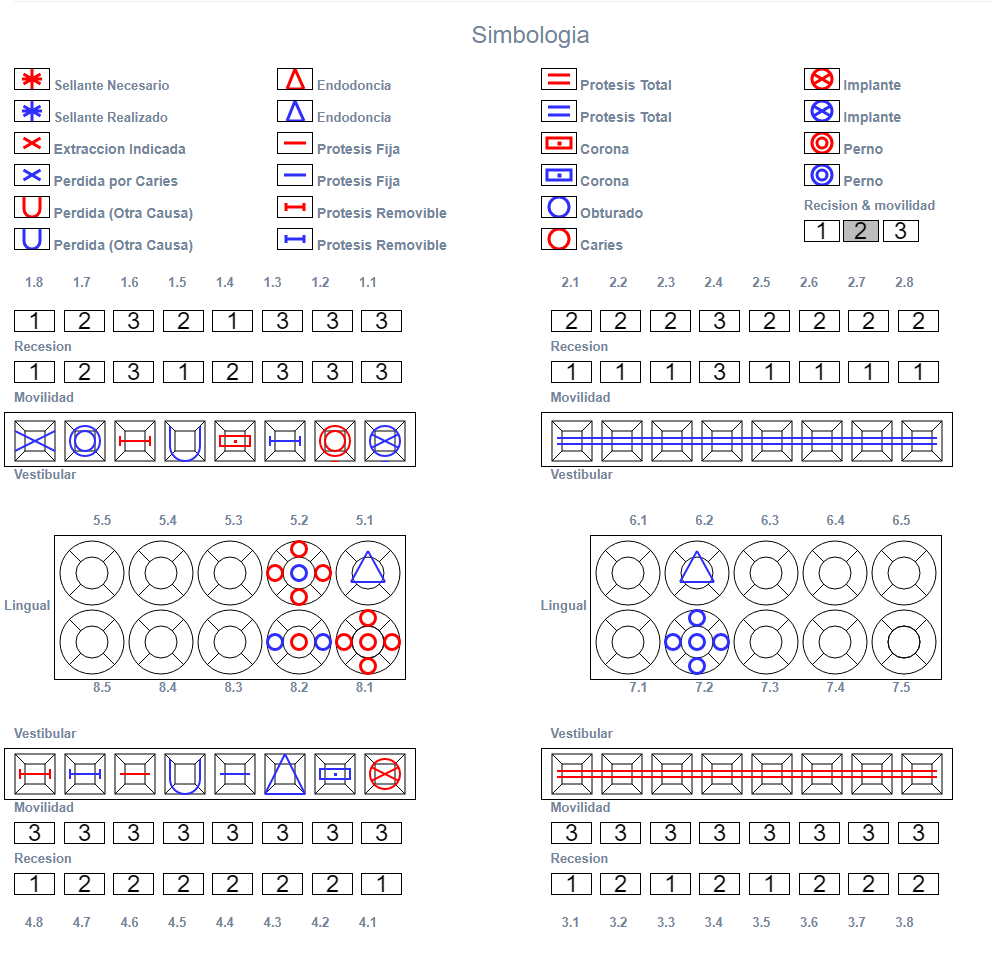 Simbologia
Sellante Necesario Endodoncia Protesis Total Implante
Sellante Realizado Endodoncia Protesis Total Implante
Extraccion Indicada Protesis Fija Corona Perno
Perdida por Caries Protesis Fija Corona Perno
Perdida (Otra Causa) Protesis Removible Obturado Recision & movilidad
Perdida (Otra Causa) Protesis Removible Caries 1 2 3
1.8 1.7 1.6 1.5 1.4 1.3 1.2 1.1 2.1 2.2 2.3 2.4 2.5 2.6 2.7 2.8
1 2 3 2 1 3 3 3 2 2 2 3 2 2 2 2
Recesion Recesion
1 2 3 1 2 3 3 3 1 1 1 3 1 1 1 1
Movilidad Movilidad
Vestibular Vestibular
5.5 5.4 5.3 5.2 5.1 6.1 6.2 6.3 6.4 6.5
Lingual Lingual
8.5 8.4 8.3 8.2 8.1 7.1 7.2 7.3 7.4 7.5
Vestibular Vestibular
Movilidad Movilidad
3 3 3 3 3 3 3 3 3 3 3 3 3 3 3 3
Recesion Recesion
1 2 2 2 2 2 2 1 1 2 1 2 1 2 2 2
4.8 4.7 4.6 4.5 4.4 4.3 4.2 4.1 3.1 3.2 3.3 3.4 3.5 3.6 3.7 3.8